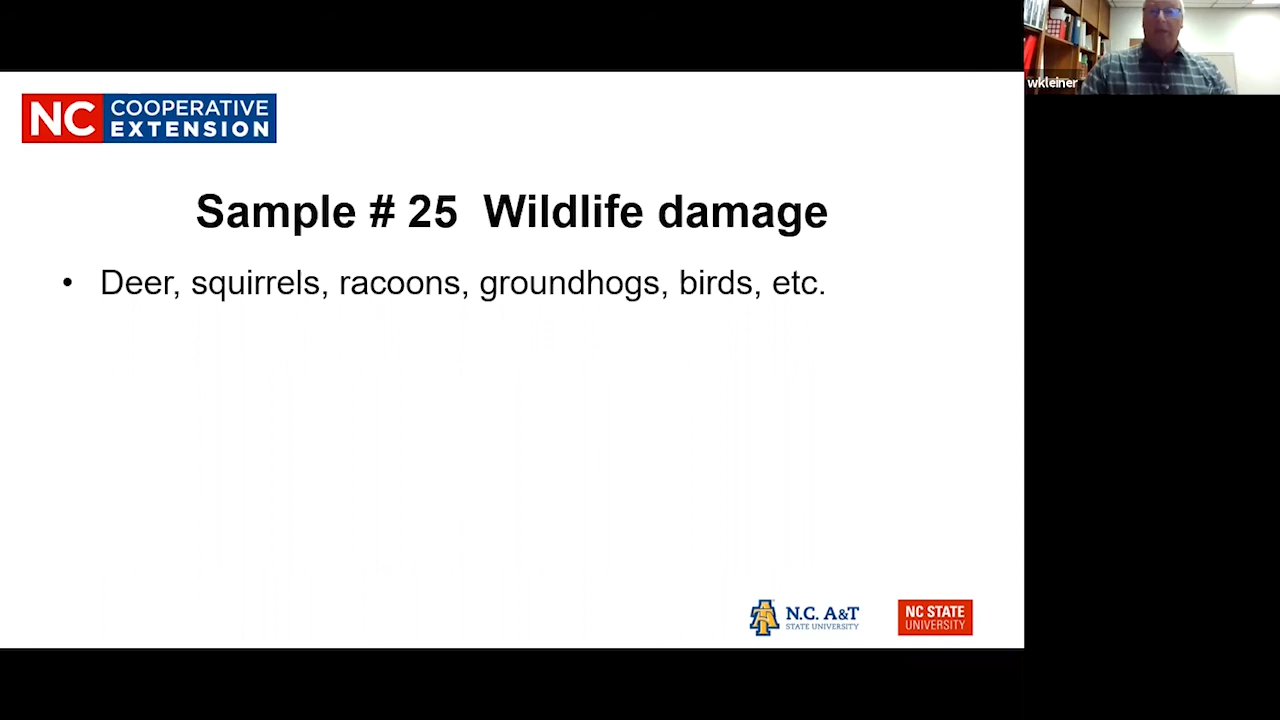 wkleiner
NC COOPERATIVE
EXTENSION
Sample # 25 Wildlife damage
• Deer, squirrels, racoons, groundhogs, birds, etc.
N.C. A&T
STATE UNIVERSITY
NC STATE
UNIVERSITY